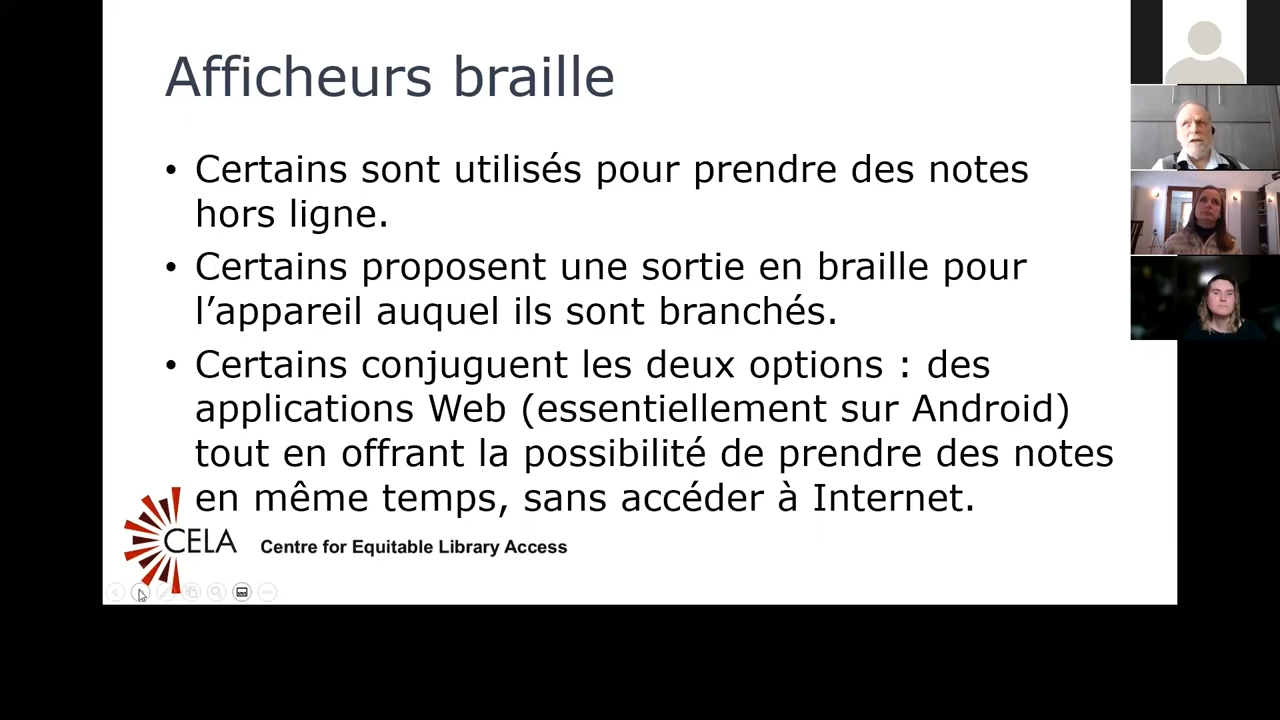 Afficheurs braille
• Certains sont utilisés pour prendre des notes
hors ligne.
• Certains proposent une sortie en braille pour
l’appareil auquel ils sont branchés.
• Certains conjuguent les deux options : des
applications Web (essentiellement sur Android)
tout en offrant la possibilité de prendre des notes
en même temps, sans accéder à Internet.
CELA Centre for Equitable Library Access